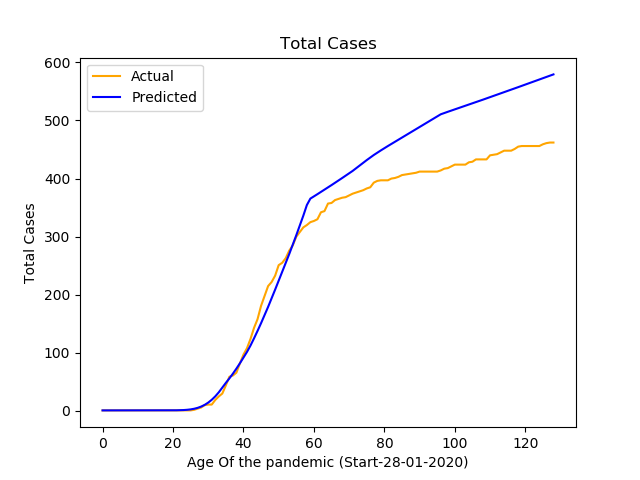 Total Cases
Actual
Predicted
600
500
400
300
200
100
0
Total Cases
0 20 40 60 80 100 120
Age Of the pandemic (Start-28-01-2020)